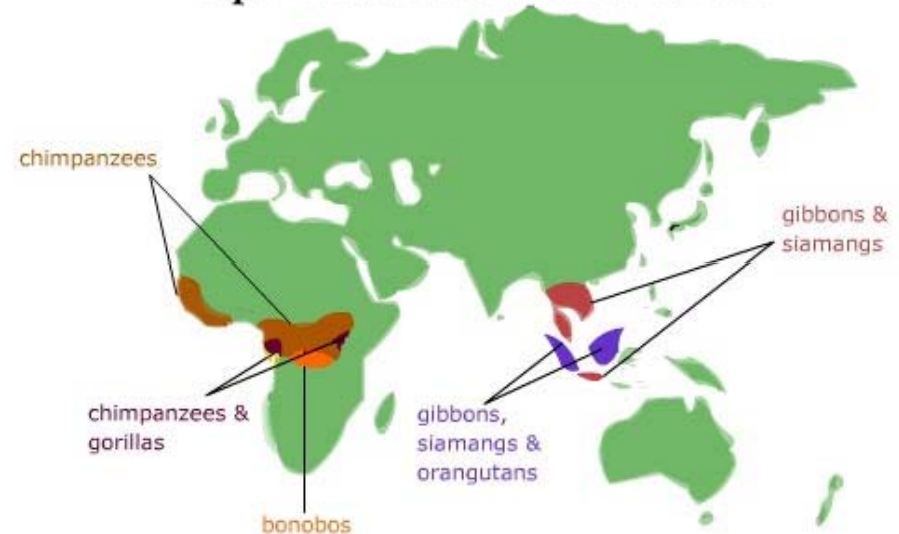 chimpanzees
gibbons &
siamangs
chimpanzees &
gorillas
gibbons,
siamangs &
orangutans
bonobos